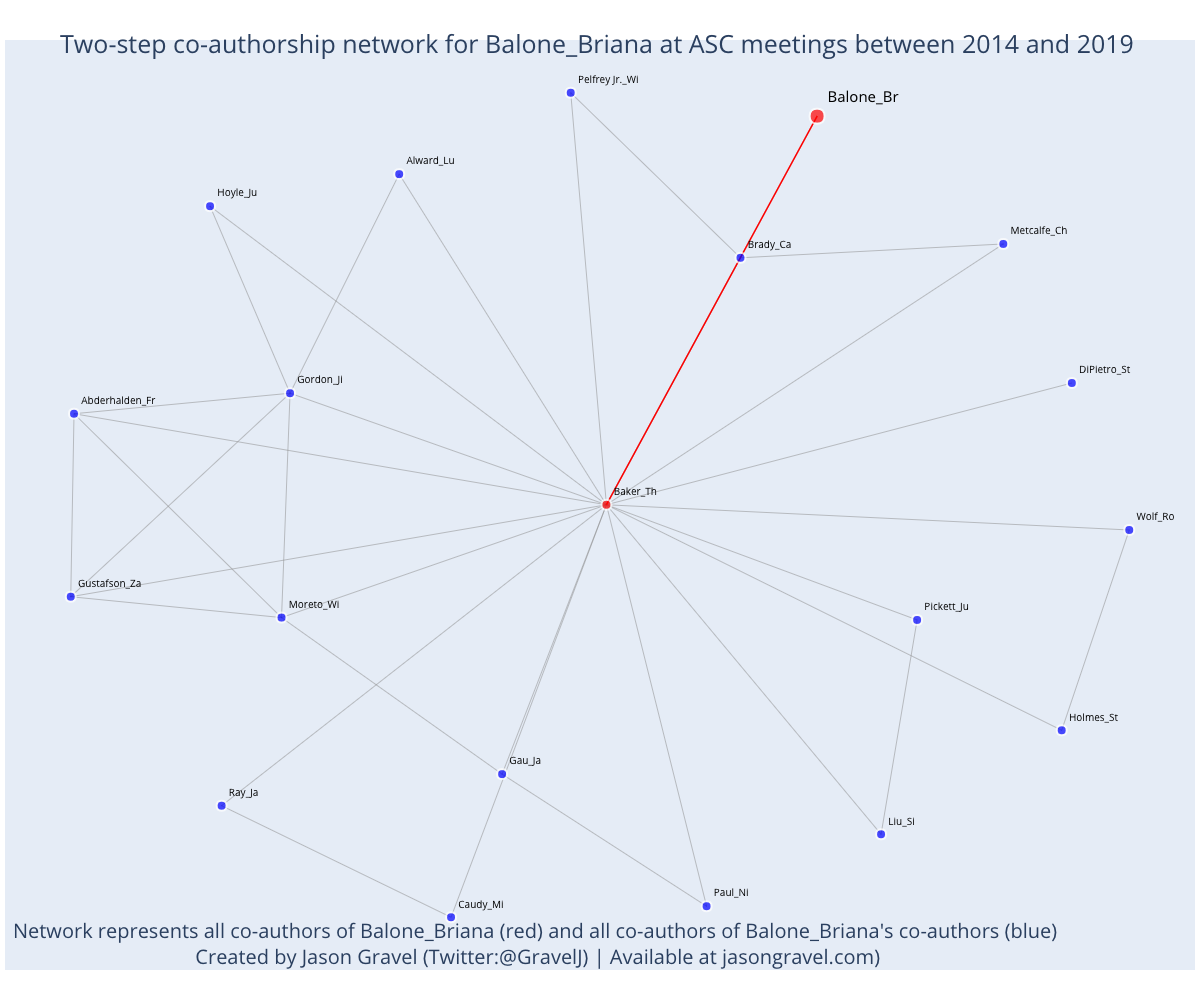 Two-step co-authorship network for Balone_Briana at ASC meetings between 2014 and 2019
Pelfrey Jr._Wi
Balone_Br
Alward_Lu
Hoyle_Ju
Metcalfe_Ch
Brady_Ca
DiPietro_St
Gordon_Ji
Abderhalden_Fr
Baker_Th
Wolf_Ro
Gustafson_Za
Moreto_Wi
Pickett_Ju
Holmes_St
Gau_Ja
Ray_Ja
Liu_Si
Paul_Ni
Caudy_Mi
Network represents all co-authors of Balone_Briana (red) and all co-authors of Balone_Briana's co-authors (blue)
Created by Jason Gravel (Twitter:@GravelJ) | Available at jasongravel.com)